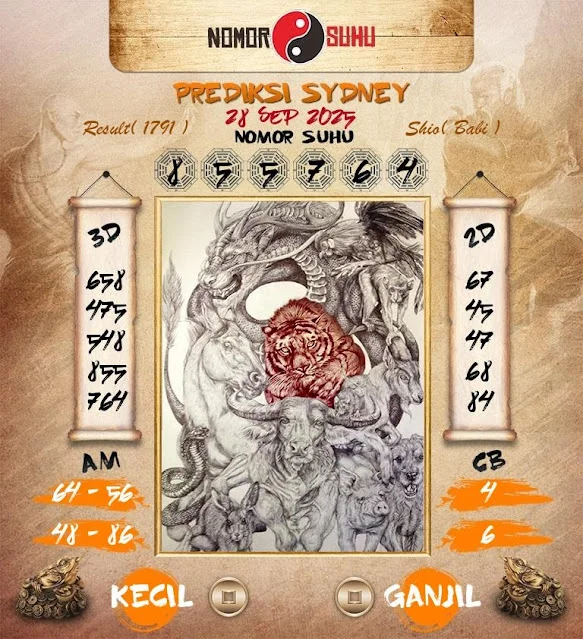 NOMOR SUHU
PREDIKSI SYDNEY
28 SEP 2025
Result( 1791 )
NOMOR SUHU
Shio( Babi )
8 5 5 7 6 4
3D
658
475
548
855
764
2D
67
45
47
68
84
AM
64 - 56
48 - 86
CB
4
6
KECIL
GANJIL